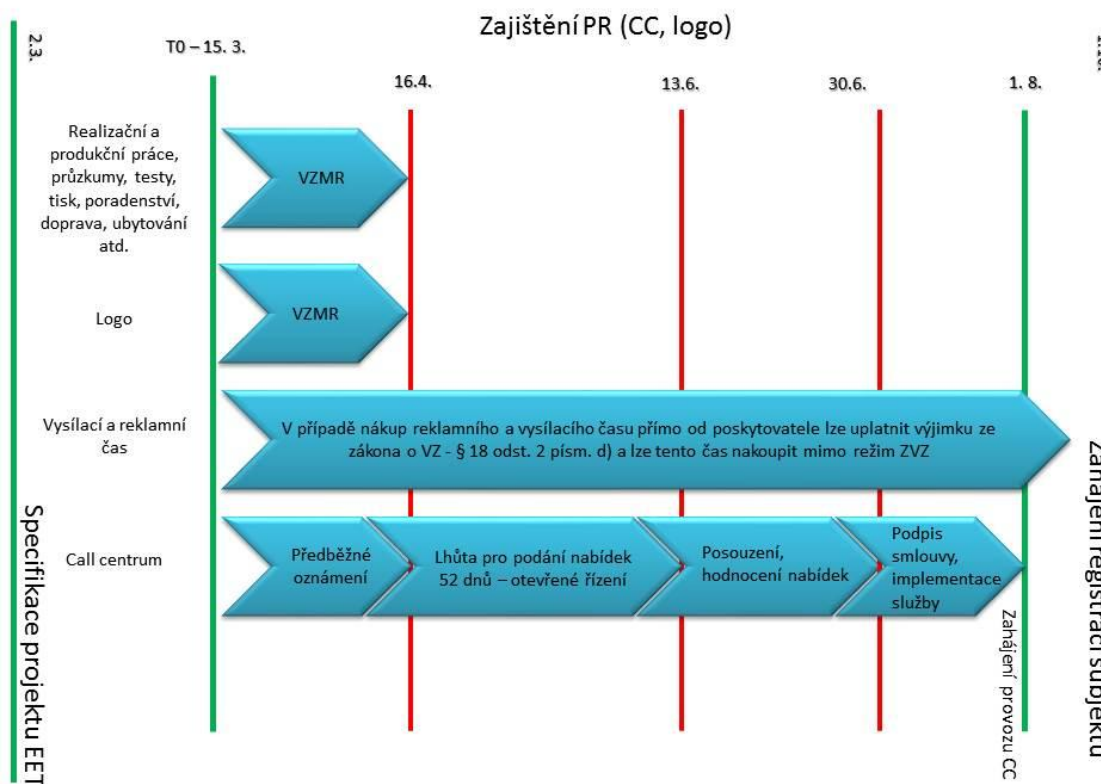 Zajištění PR (CC, logo)
2.3.
T0 – 15. 3.
16.4.
13.6.
30.6.
1. 8.
Realizační a
produkční práce,
průzkumy, testy,
tisk, poradenství,
doprava, ubytování
atd.
VZMR
Logo
VZMR
Vysílací a reklamní
čas
V případě nákup reklamního a vysílacího času přímo od poskytovatele lze uplatnit výjimku ze
zákona o VZ - § 18 odst. 2 písm. d) a lze tento čas nakoupit mimo režim ZVZ
Call centrum
Předběžné
oznámení
Lhůta pro podání nabídek
52 dnů – otevřené řízení
Posouzení,
hodnocení nabídek
Podpis
smlouvy,
implementace
služby
Zahájení provozu CC
Specifikace projektu EET
Zahájení registrací subjektů